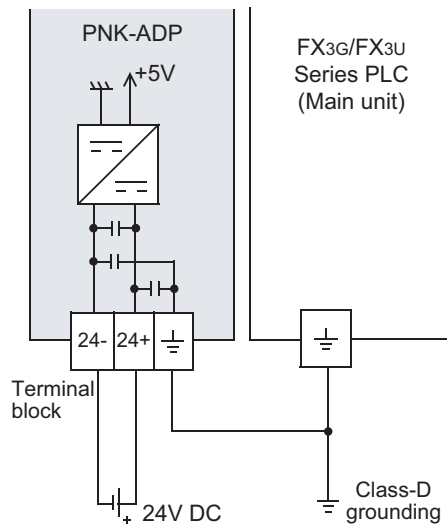 PNK-ADP
+5V
FX3G/FX3U
Series PLC
(Main unit)
24-
24+
Terminal
block
+
24V DC
Class-D
grounding